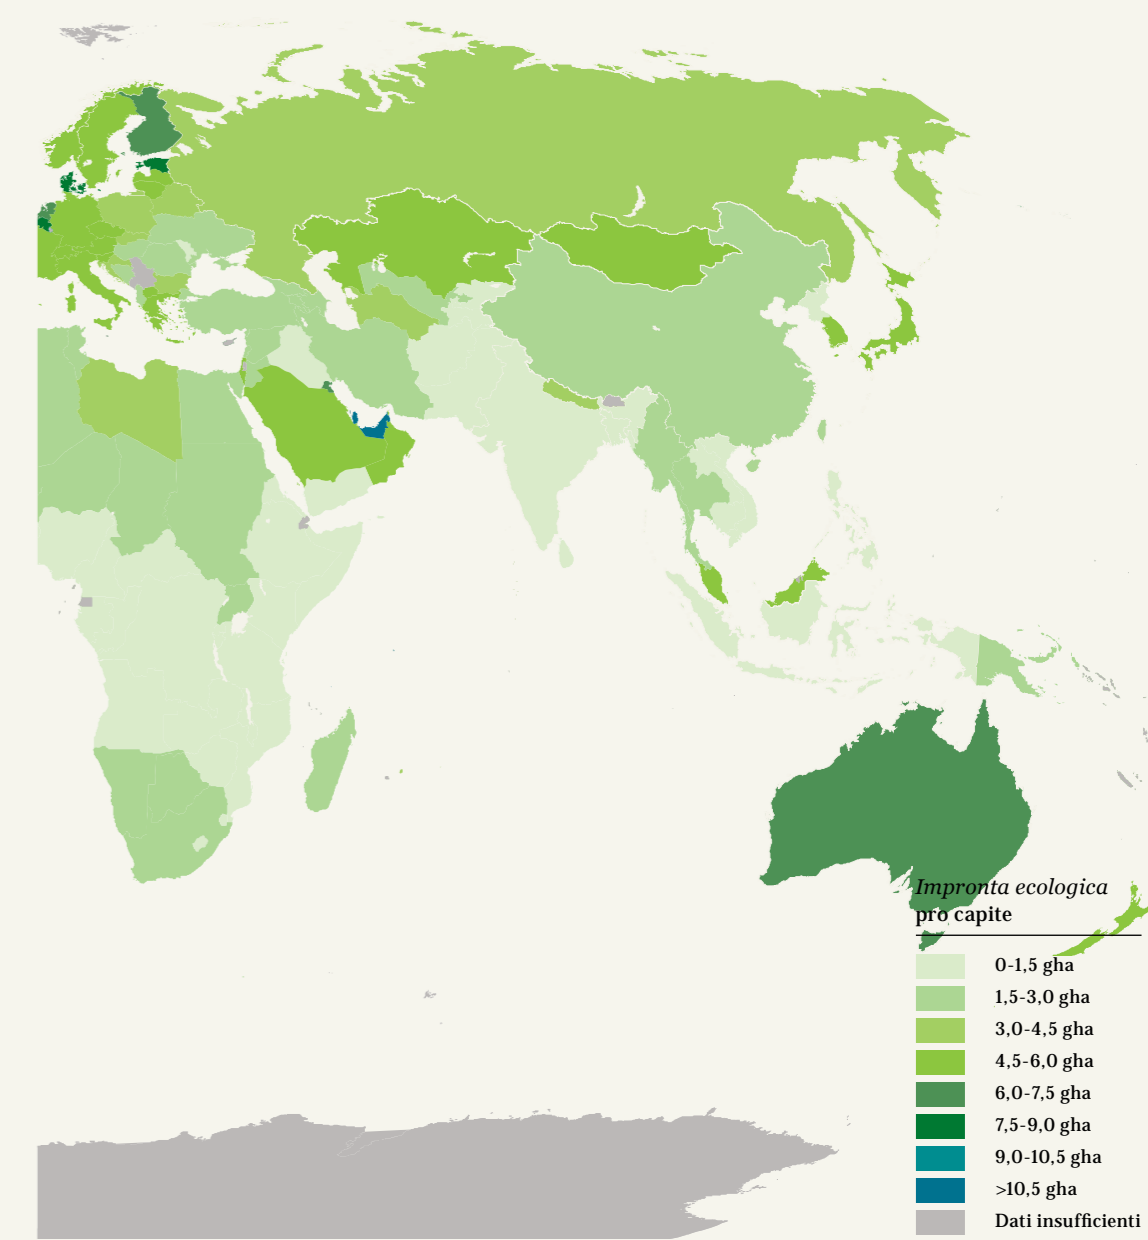 Impronta ecologica
pro capite
0-1,5 gha
1,5-3,0 gha
3,0-4,5 gha
4,5-6,0 gha
6,0-7,5 gha
7,5-9,0 gha
9,0-10,5 gha
>10,5 gha
Dati insufficienti